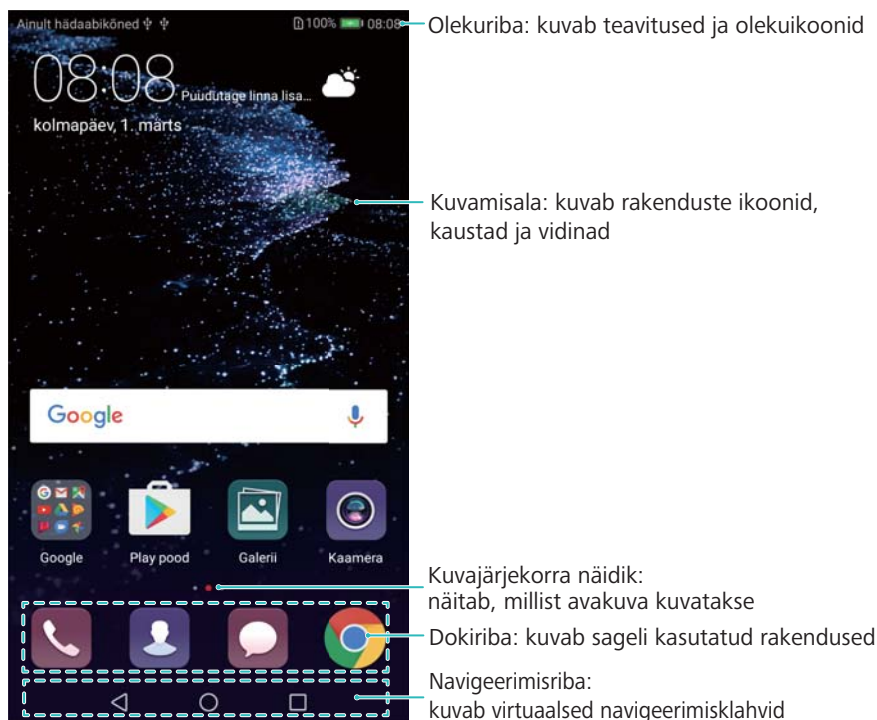 Ainult hädaabikõned 100% 08:08
Olekuriba: kuvab teavitused ja olekuikoonid
08:08 Puudutage linna lisa...
kolmapäev, 1. märts
Kuvamisala: kuvab rakenduste ikoonid,
kaustad ja vidinad
Google
Google Play pood Galerii Kaamera
Kuvajärjekorra näidik:
näitab, millist avakuva kuvatakse
Dokiriba: kuvab sageli kasutatud rakendused
Navigeerimisriba:
kuvab virtuaalsed navigeerimisklahvid